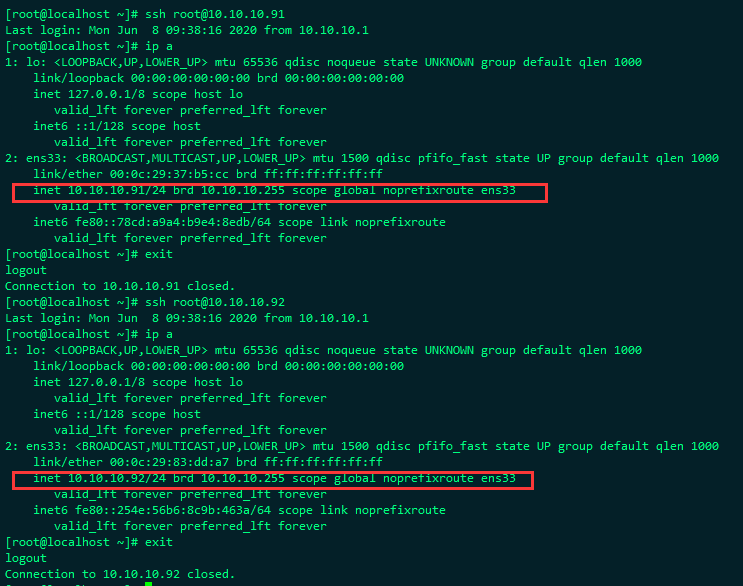 [root@localhost ~]# ssh root@10.10.10.91
Last login: Mon Jun  8 09:38:16 2020 from 10.10.10.1
[root@localhost ~]# ip a
1: lo: <LOOPBACK,UP,LOWER_UP> mtu 65536 qdisc noqueue state UNKNOWN group default qlen 1000
    link/loopback 00:00:00:00:00:00 brd 00:00:00:00:00:00
    inet 127.0.0.1/8 scope host lo
       valid_lft forever preferred_lft forever
    inet6 ::1/128 scope host
       valid_lft forever preferred_lft forever
2: ens33: <BROADCAST,MULTICAST,UP,LOWER_UP> mtu 1500 qdisc pfifo_fast state UP group default qlen 1000
    link/ether 00:0c:29:37:b5:cc brd ff:ff:ff:ff:ff:ff
    inet 10.10.10.91/24 brd 10.10.10.255 scope global noprefixroute ens33
       valid_lft forever preferred_lft forever
    inet6 fe80::78cd:a9a4:b9e4:8edb/64 scope link noprefixroute
       valid_lft forever preferred_lft forever
[root@localhost ~]# exit
logout
Connection to 10.10.10.91 closed.
[root@localhost ~]# ssh root@10.10.10.92
Last login: Mon Jun  8 09:38:16 2020 from 10.10.10.1
[root@localhost ~]# ip a
1: lo: <LOOPBACK,UP,LOWER_UP> mtu 65536 qdisc noqueue state UNKNOWN group default qlen 1000
    link/loopback 00:00:00:00:00:00 brd 00:00:00:00:00:00
    inet 127.0.0.1/8 scope host lo
       valid_lft forever preferred_lft forever
    inet6 ::1/128 scope host
       valid_lft forever preferred_lft forever
2: ens33: <BROADCAST,MULTICAST,UP,LOWER_UP> mtu 1500 qdisc pfifo_fast state UP group default qlen 1000
    link/ether 00:0c:29:83:dd:a7 brd ff:ff:ff:ff:ff:ff
    inet 10.10.10.92/24 brd 10.10.10.255 scope global noprefixroute ens33
       valid_lft forever preferred_lft forever
    inet6 fe80::254e:56b6:8c9b:463a/64 scope link noprefixroute
       valid_lft forever preferred_lft forever
[root@localhost ~]# exit
logout
Connection to 10.10.10.92 closed.